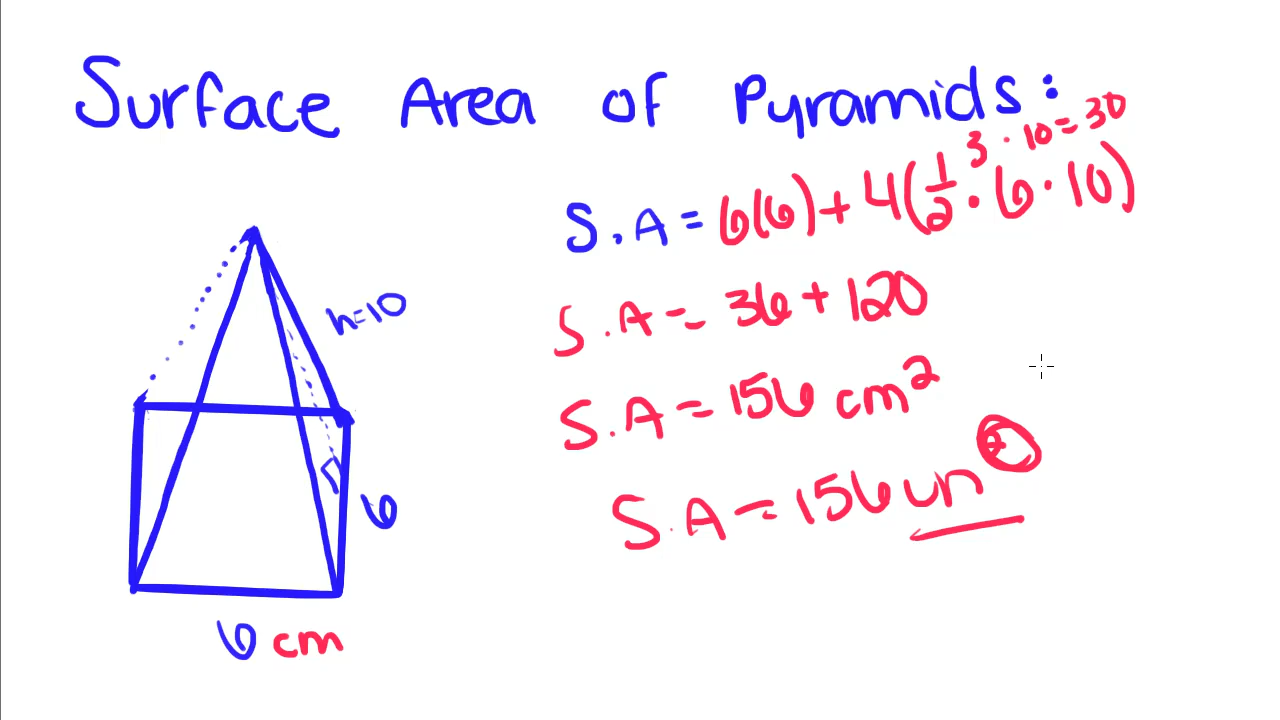 Surface Area of Pyramids:
3 · 10 = 30
S.A = 6(6) + 4(1/2 · 6 · 10)
h=10
S.A = 36 + 120
S.A = 156 cm²
S.A = 156 un²
6
6 cm